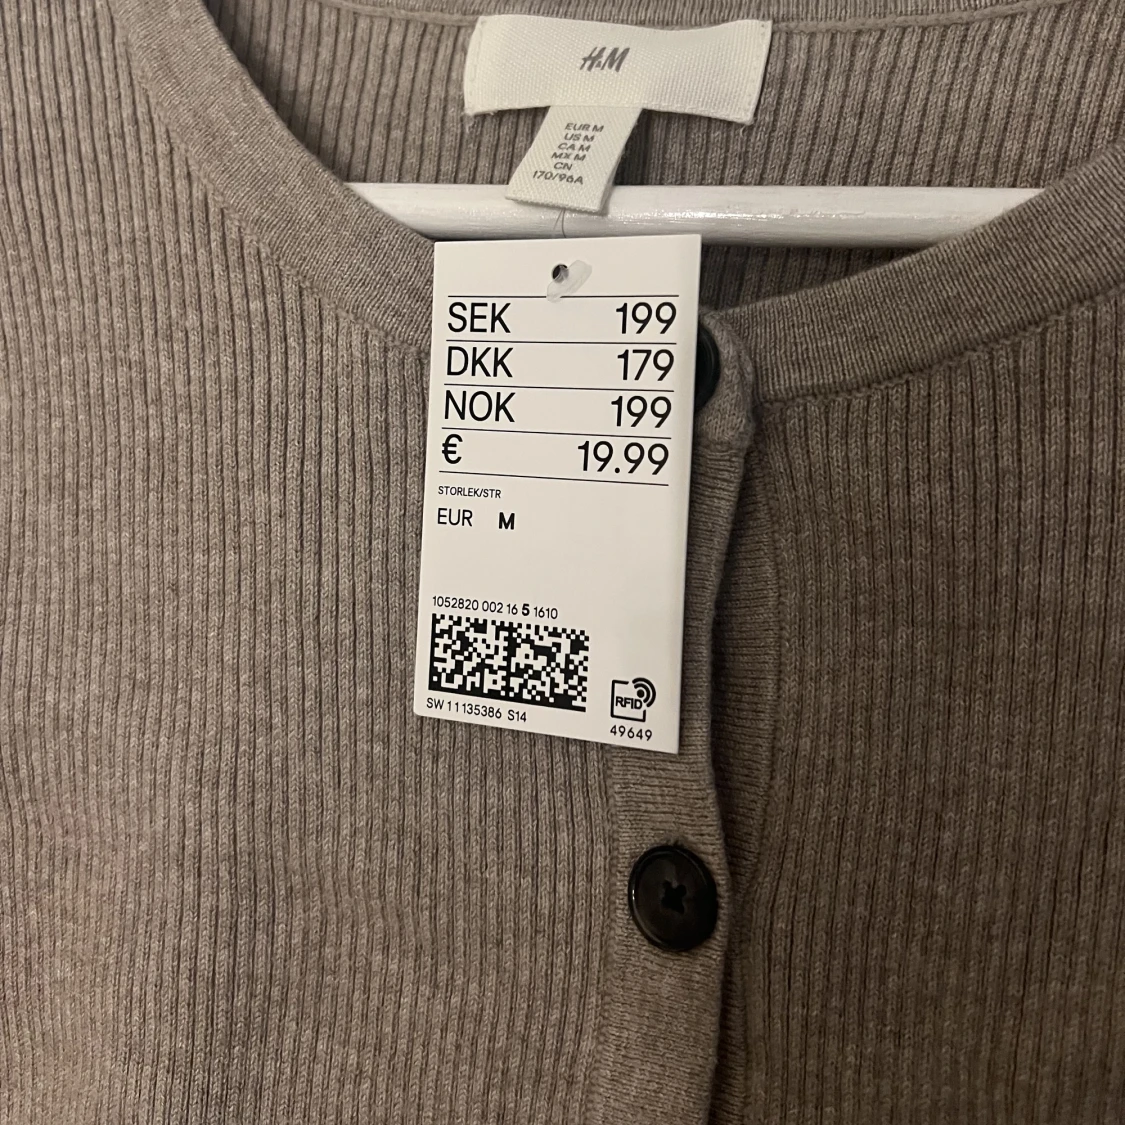 H&M
EUR M
US M
CA M
MX M
CN
170/96A
SEK 199
DKK 179
NOK 199
€ 19.99
STORLEK/STR
EUR M
1052820 002 16 5 1610
SW 11135386 S14
RFID
49649